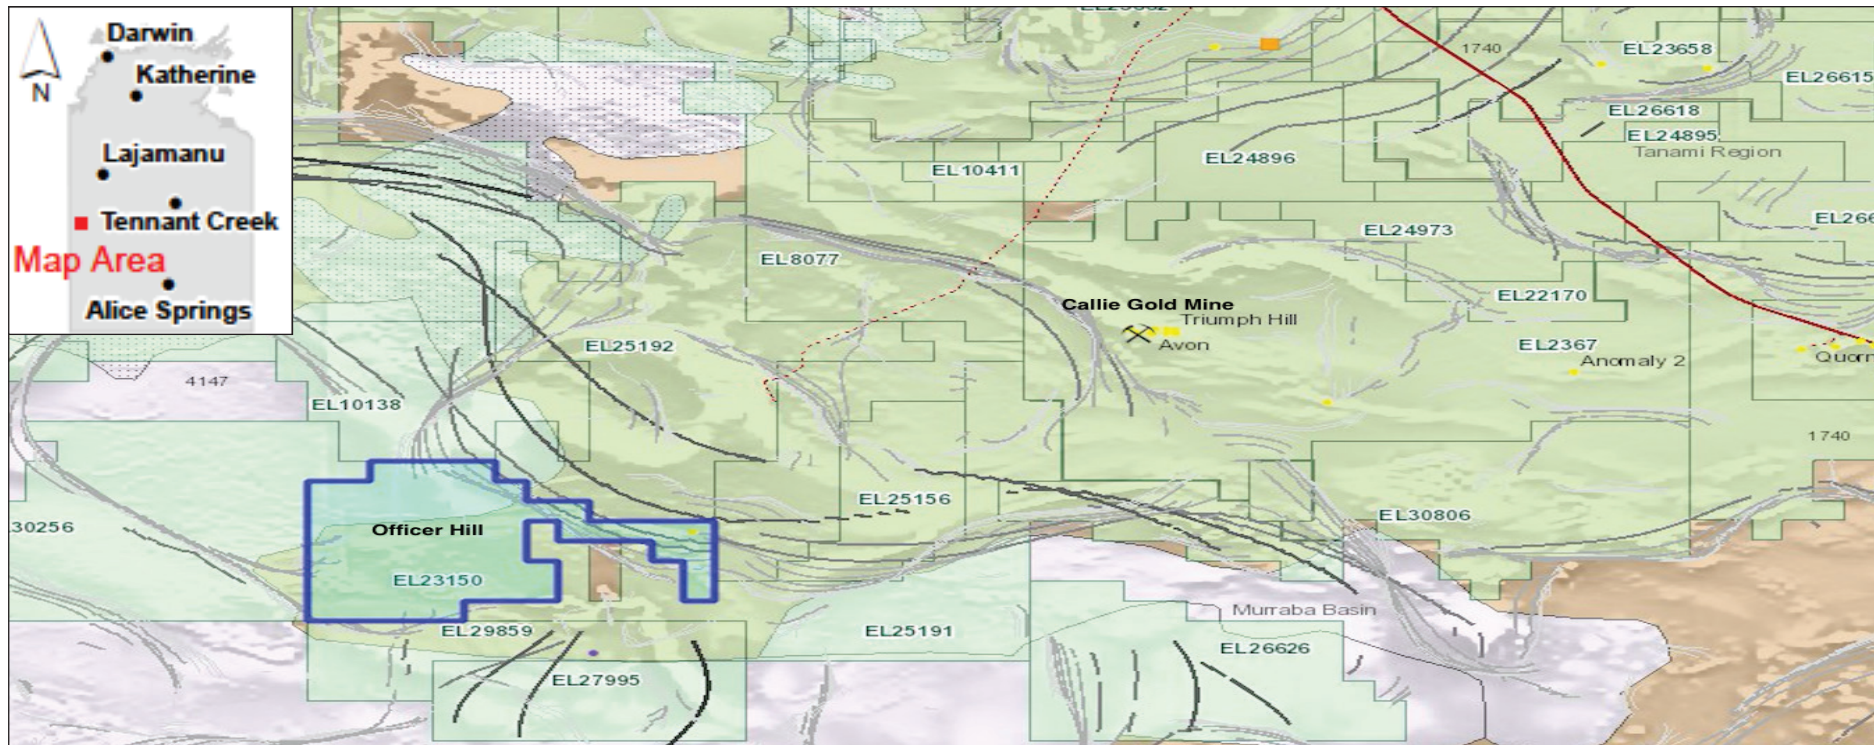 Darwin
Katherine
N
Lajamanu
Tennant Creek
Map Area
Alice Springs
1740
EL23658
EL26615
EL26618
EL24895
Tanami Region
EL24896
EL10411
EL24973
EL8077
EL22170
Callie Gold Mine
Triumph Hill
Avon
EL25192
EL2367
Anomaly 2
Quorn
4147
EL10138
1740
EL25156
EL30806
30256
Officer Hill
EL23150
Murraba Basin
EL29859
EL25191
EL26626
EL27995